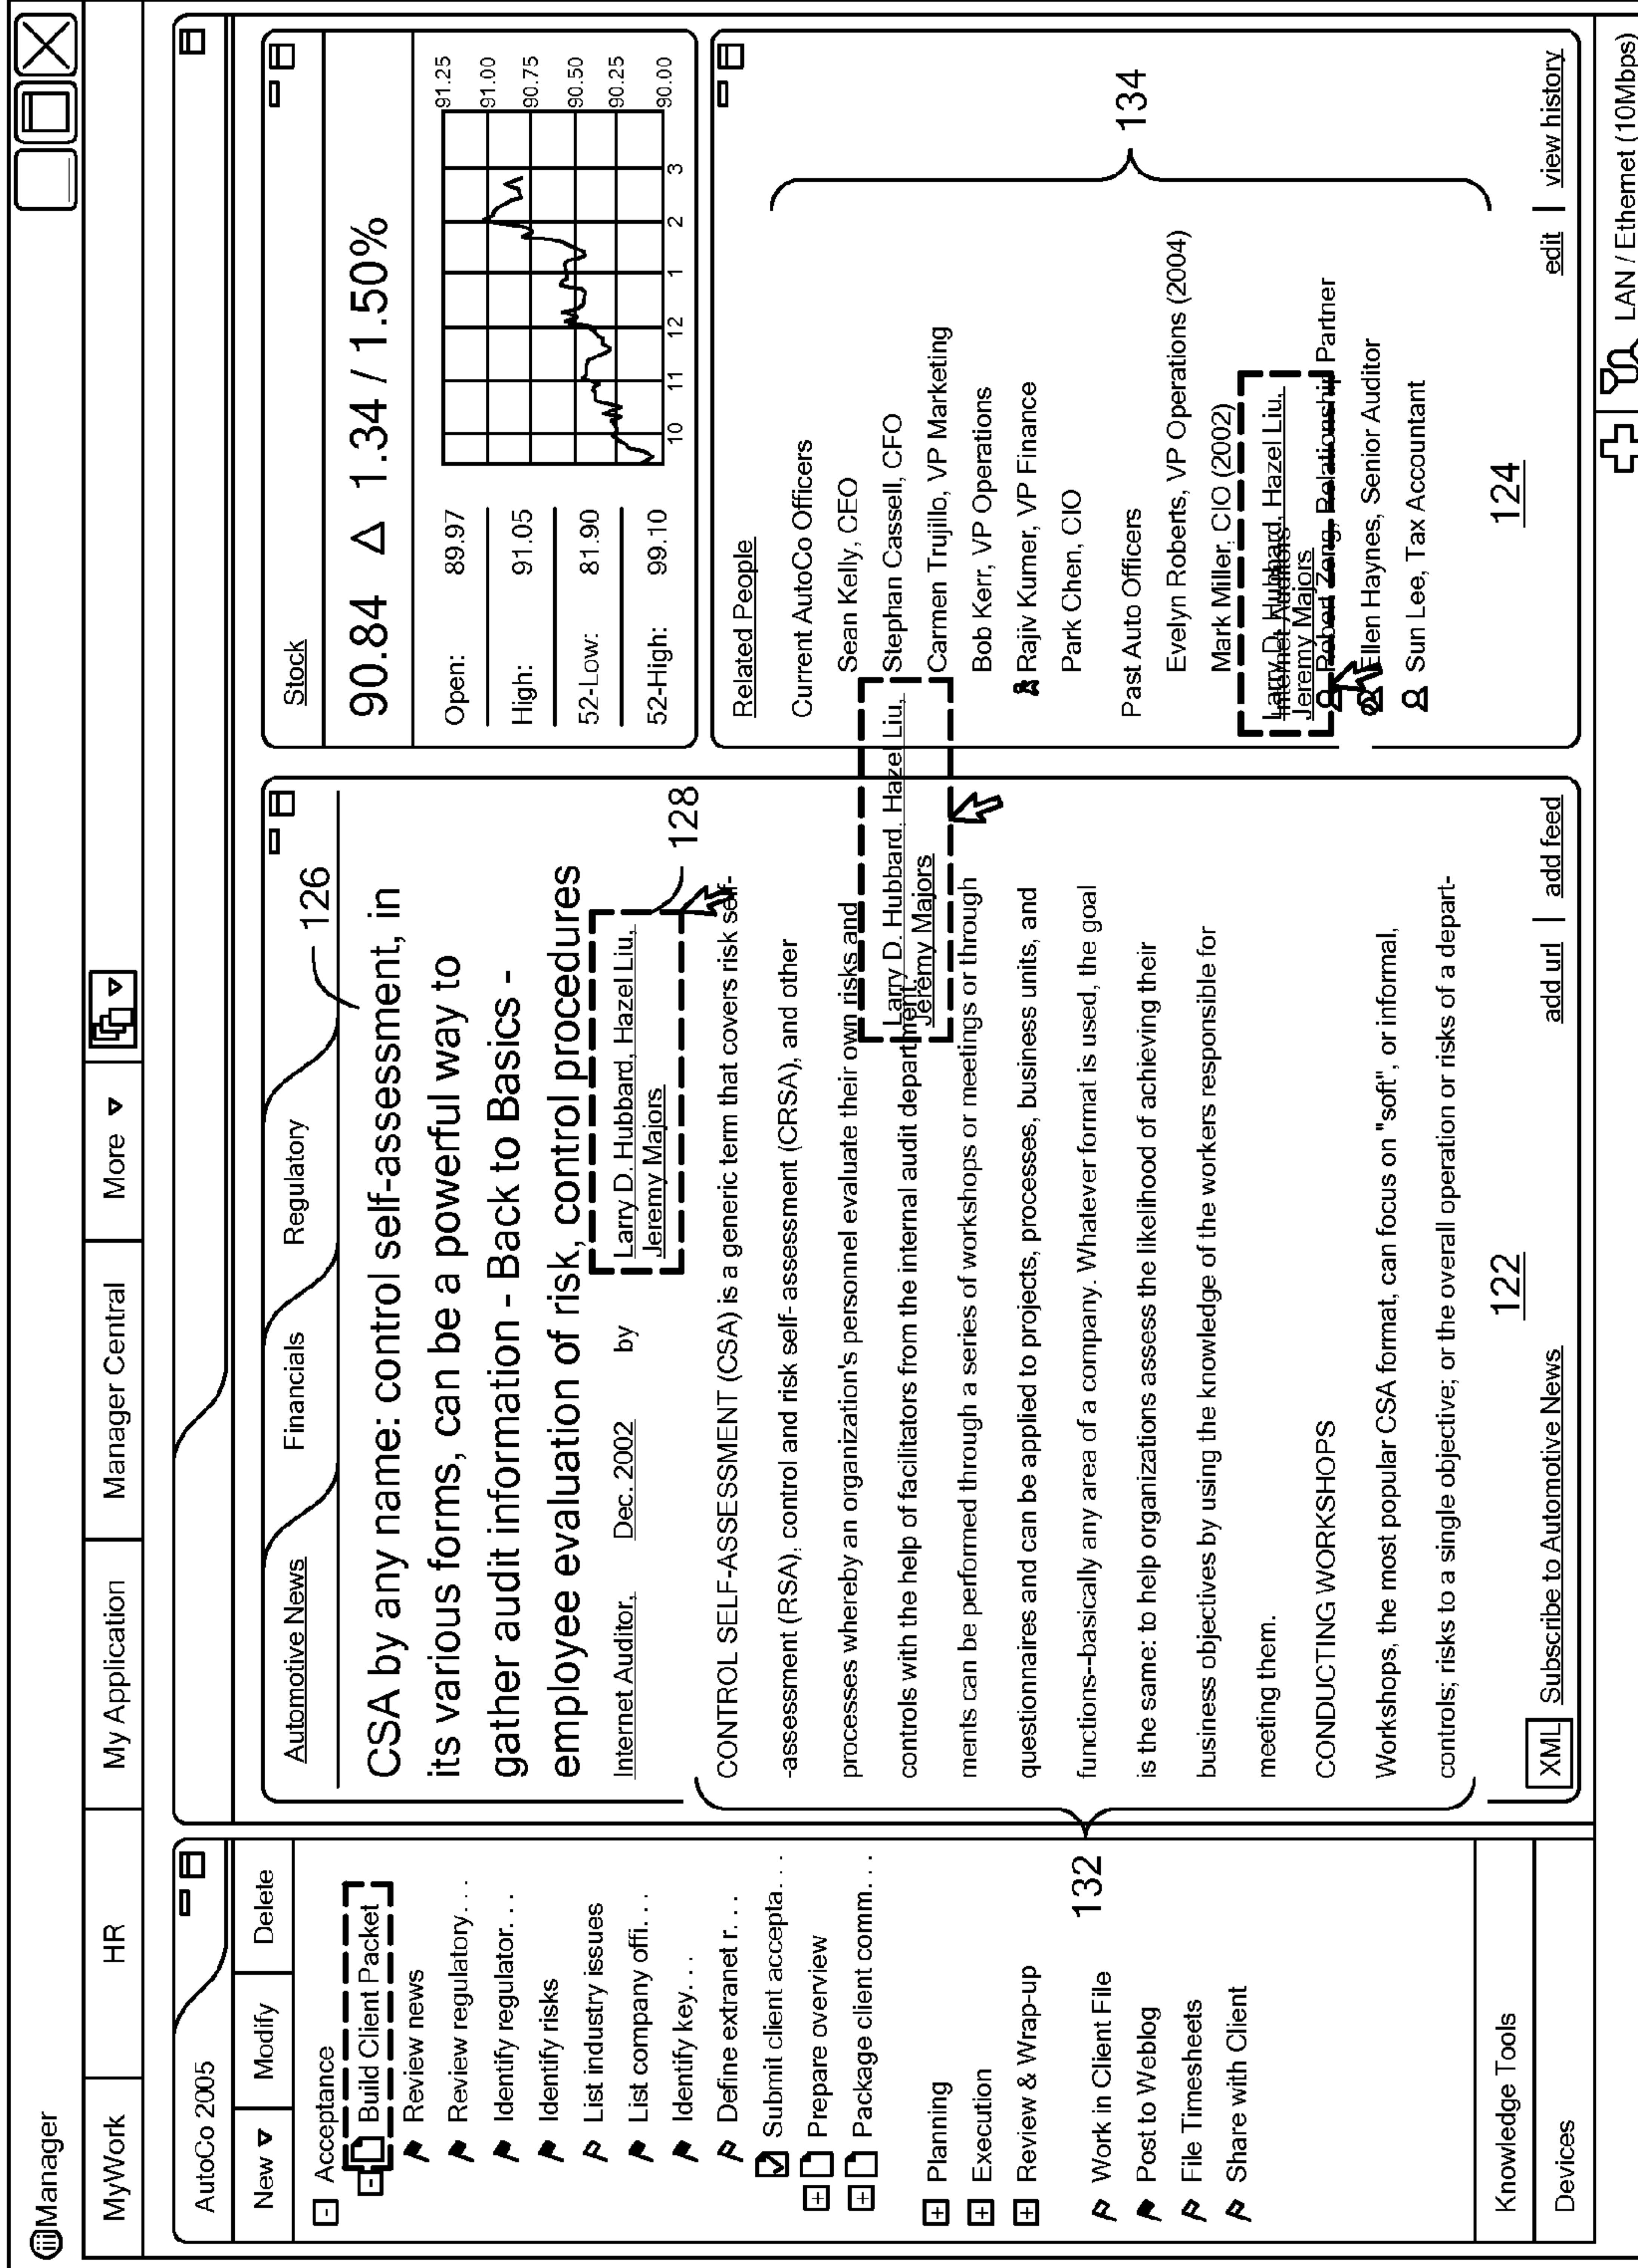 iiiManager
MyWork
HR
My Application
Manager Central
More
AutoCo 2005
New
Modify
Delete
Acceptance
Build Client Packet
Review news
Review regulatory...
Identify regulator...
Identify risks
List industry issues
List company offi...
Identify key...
Define extranet r...
Submit client accepta...
Prepare overview
Package client comm...
Planning
Execution
Review & Wrap-up
Work in Client File
Post to Weblog
File Timesheets
Share with Client
Knowledge Tools
Devices
132
Automotive News
Financials
Regulatory
126
CSA by any name: control self-assessment, in
its various forms, can be a powerful way to
gather audit information - Back to Basics -
employee evaluation of risk, control procedures
Internet Auditor, Dec. 2002 by Larry D. Hubbard, Hazel Liu,
Jeremy Majors
128
CONTROL SELF-ASSESSMENT (CSA) is a generic term that covers risk self-
-assessment (RSA), control and risk self- assessment (CRSA), and other
processes whereby an organization's personnel evaluate their own risks and
controls with the help of facilitators from the internal audit department.
Larry D. Hubbard, Hazel Liu,
Jeremy Majors
ments can be performed through a series of workshops or meetings or through
questionnaires and can be applied to projects, processes, business units, and
functions--basically any area of a company. Whatever format is used, the goal
is the same: to help organizations assess the likelihood of achieving their
business objectives by using the knowledge of the workers responsible for
meeting them.
CONDUCTING WORKSHOPS
Workshops, the most popular CSA format, can focus on "soft", or informal,
controls; risks to a single objective; or the overall operation or risks of a depart-
122
XML Subscribe to Automotive News
add url | add feed
Stock
90.84 △ 1.34 / 1.50%
Open: 89.97
High: 91.05
52-Low: 81.90
52-High: 99.10
91.25
91.00
90.75
90.50
90.25
90.00
10 11 12 1 2 3
Related People
Current AutoCo Officers
Sean Kelly, CEO
Stephan Cassell, CFO
Carmen Trujillo, VP Marketing
Bob Kerr, VP Operations
Rajiv Kumer, VP Finance
Park Chen, CIO
Past Auto Officers
Evelyn Roberts, VP Operations (2004)
Mark Miller, CIO (2002)
Larry D. Hubbard, Hazel Liu,
Jeremy Majors
Robert Zeng, Relationship Partner
Ellen Haynes, Senior Auditor
Sun Lee, Tax Accountant
134
124
edit | view history
LAN / Ethernet (10Mbps)